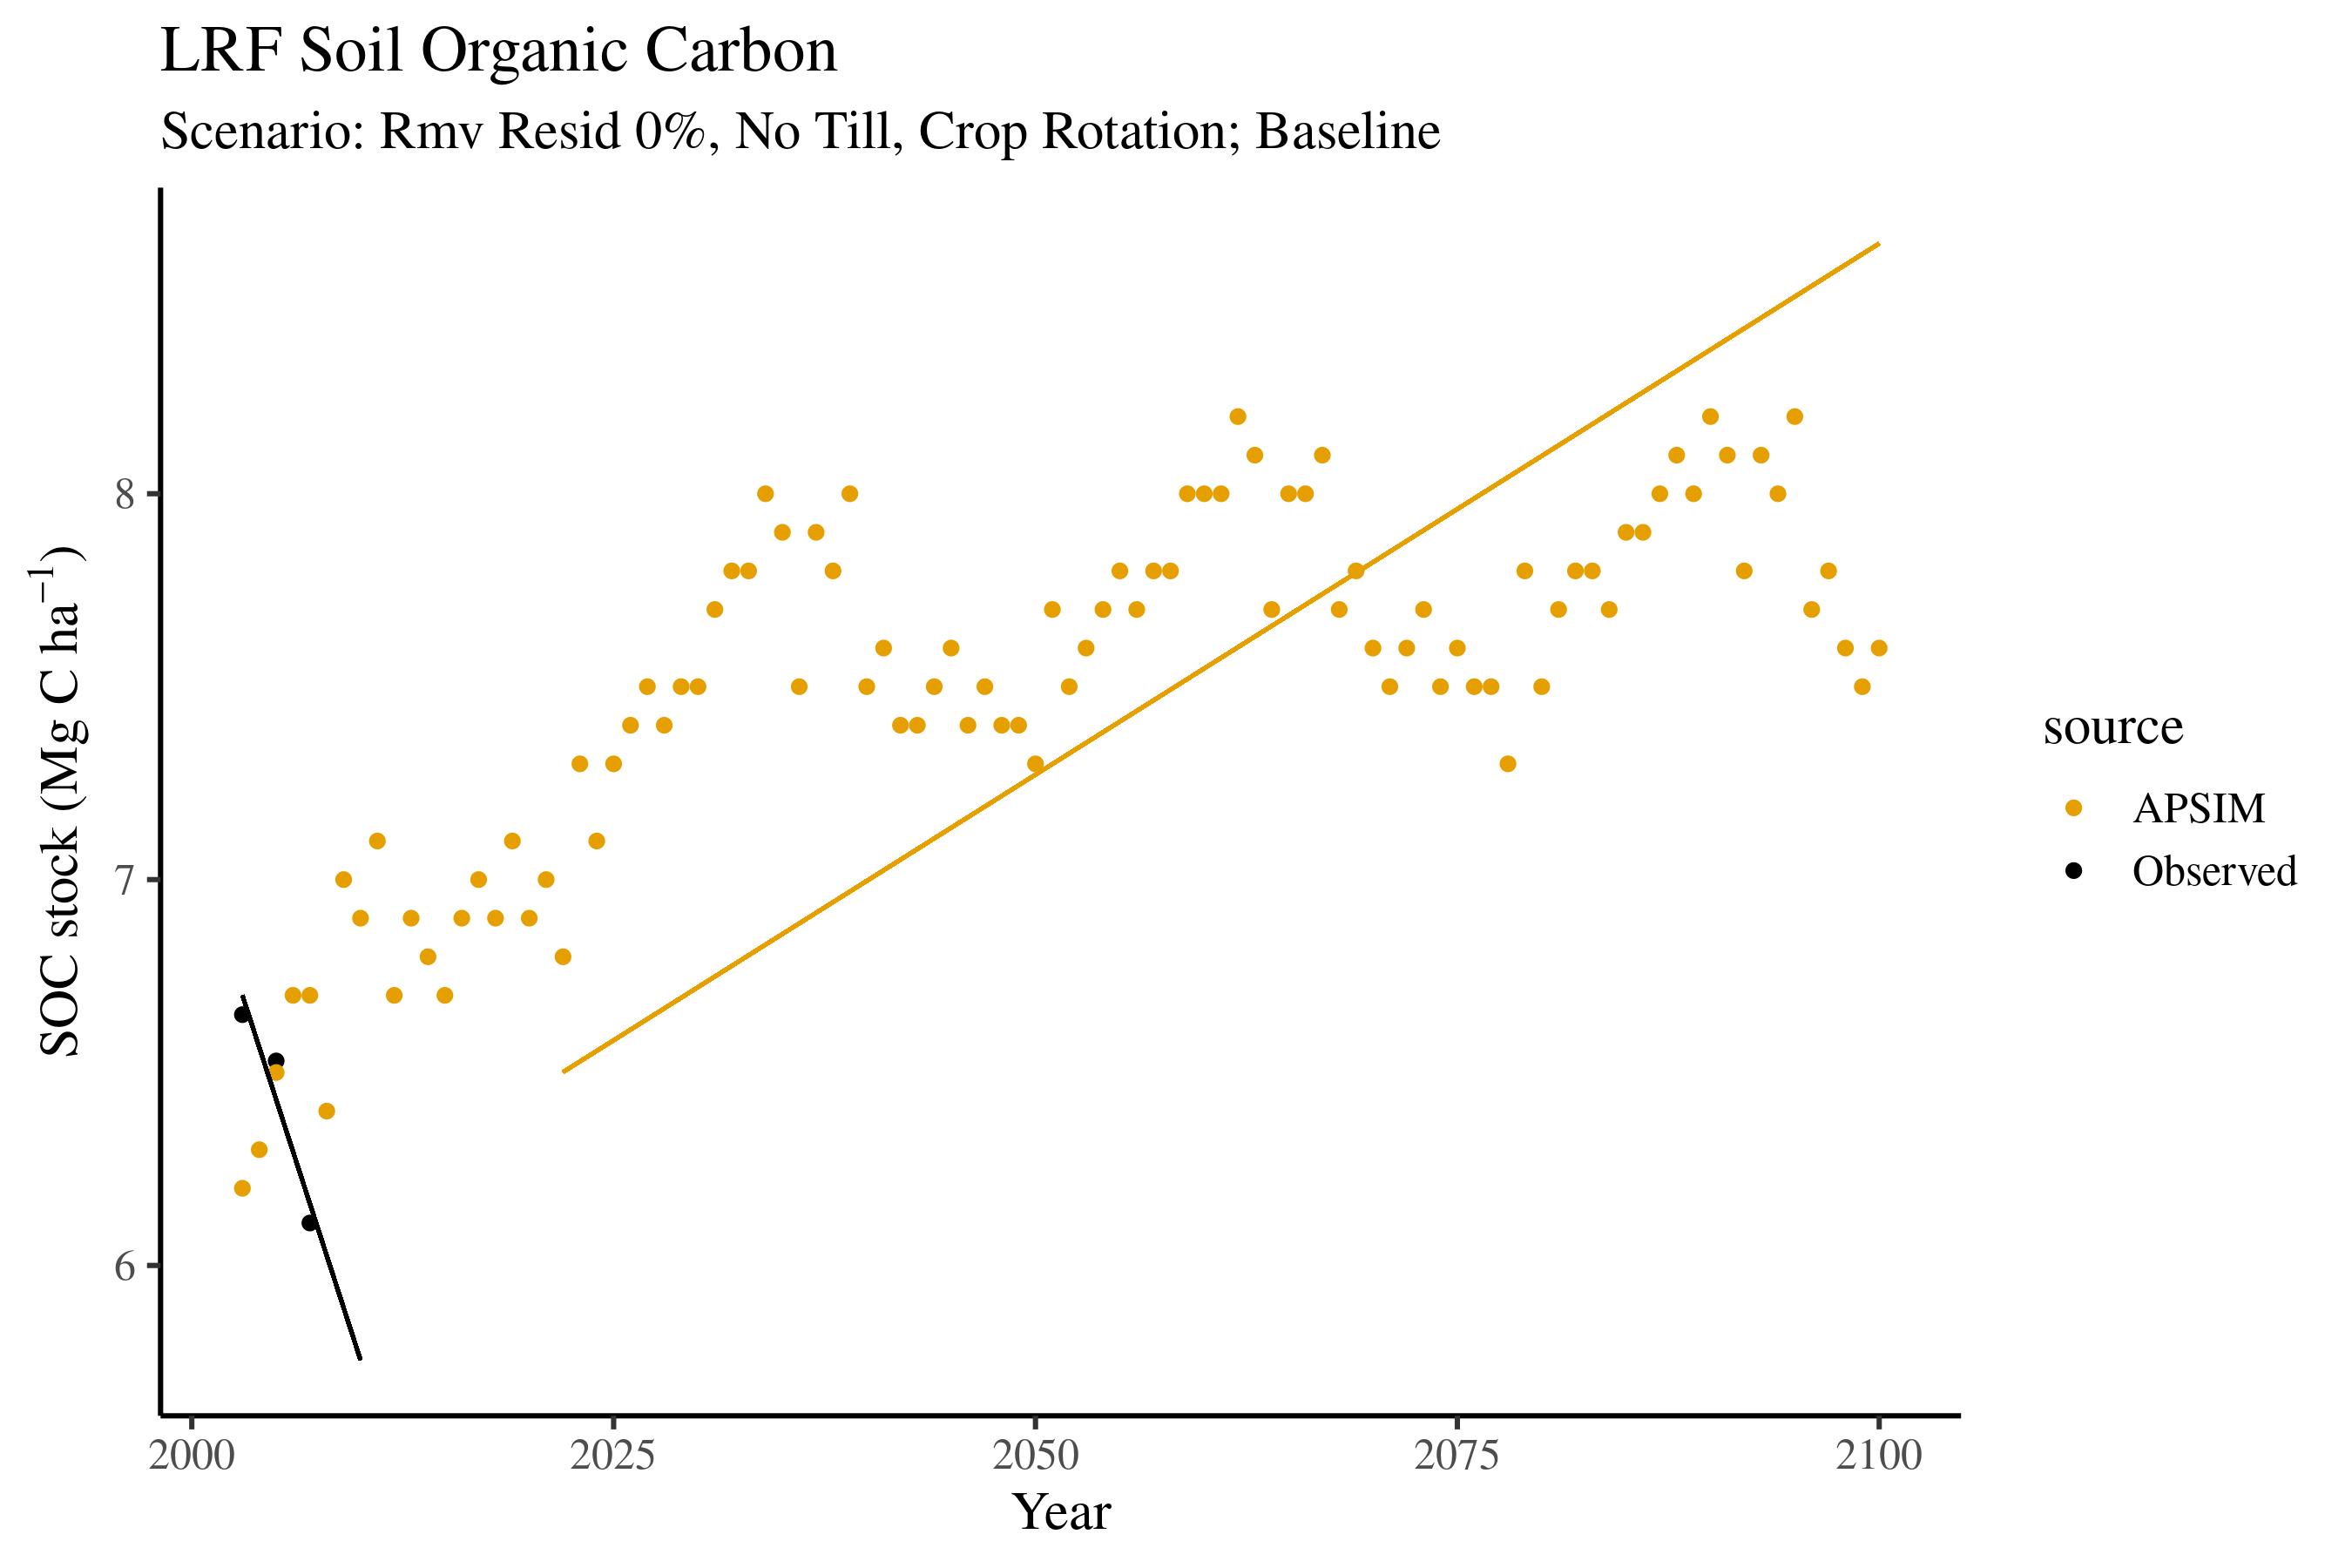 LRF Soil Organic Carbon
Scenario: Rmv Resid 0%, No Till, Crop Rotation; Baseline
SOC stock (Mg C ha⁻¹)
8
7
6
2000 2025 2050 2075 2100
Year
source
APSIM
Observed